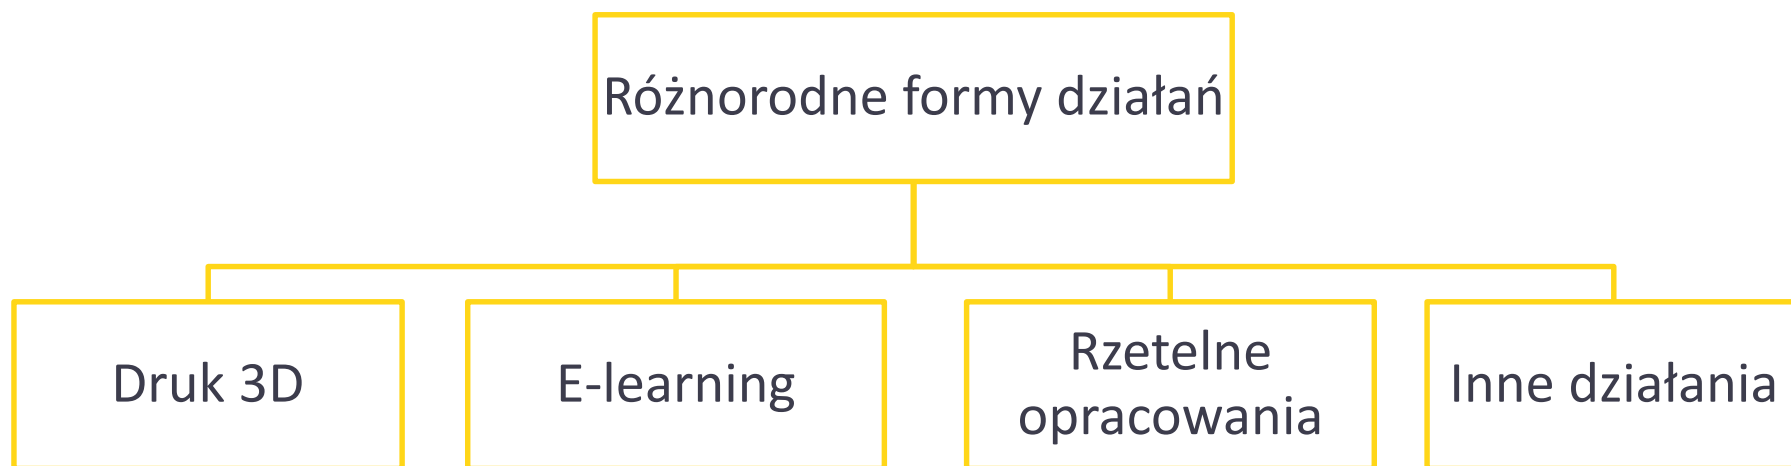 Różnorodne formy działań
Druk 3D
E-learning
Rzetelne
opracowania
Inne działania